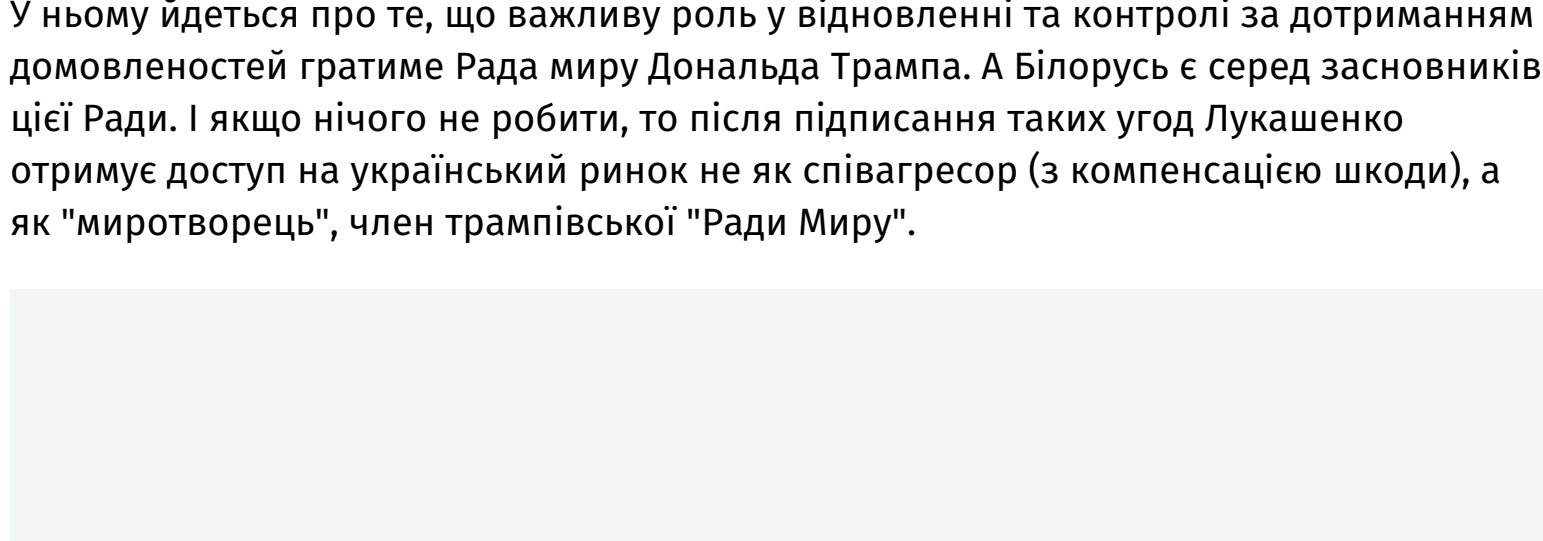 У ньому йдеться про те, що важливу роль у відновленні та контролі за дотриманням
домовленостей гратиме Рада миру Дональда Трампа. А Білорусь є серед засновників
цієї Ради. І якщо нічого не робити, то після підписання таких угод Лукашенко
отримує доступ на український ринок не як співагресор (з компенсацією шкоди), а
як "миротворець", член трампівської "Ради Миру".